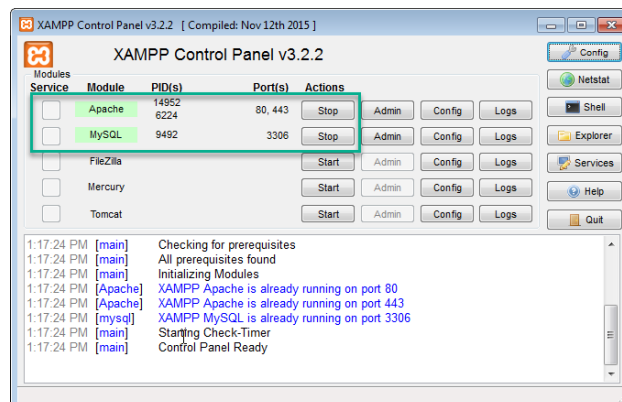 XAMPP Control Panel v3.2.2 [ Compiled: Nov 12th 2015 ]
XAMPP Control Panel v3.2.2
Config
Modules
Service Module PID(s) Port(s) Actions
Netstat
Apache 14952 6224 80, 443 Stop Admin Config Logs
Shell
MySQL 9492 3306 Stop Admin Config Logs
Explorer
FileZilla Start Admin Config Logs
Services
Mercury Start Admin Config Logs
Help
Tomcat Start Admin Config Logs
Quit
1:17:24 PM [main] Checking for prerequisites
1:17:24 PM [main] All prerequisites found
1:17:24 PM [main] Initializing Modules
1:17:24 PM [Apache] XAMPP Apache is already running on port 80
1:17:24 PM [Apache] XAMPP Apache is already running on port 443
1:17:24 PM [mysql] XAMPP MySQL is already running on port 3306
1:17:24 PM [main] Starting Check-Timer
1:17:24 PM [main] Control Panel Ready